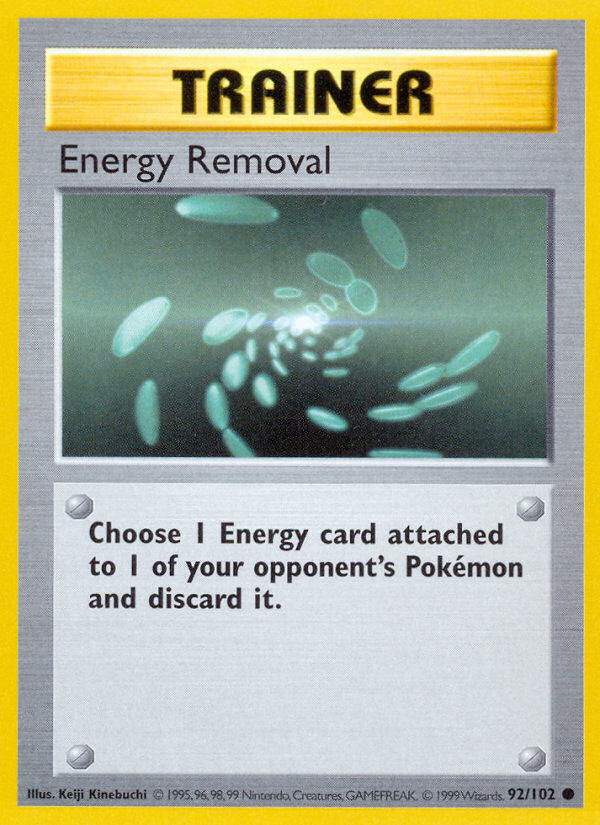 TRAINER
Energy Removal
Choose 1 Energy card attached
to 1 of your opponent's Pokémon
and discard it.
Illus. Keiji Kinebuchi © 1995, 96, 98, 99 Nintendo, Creatures, GAMEFREAK. © 1999 Wizards. 92/102 ●